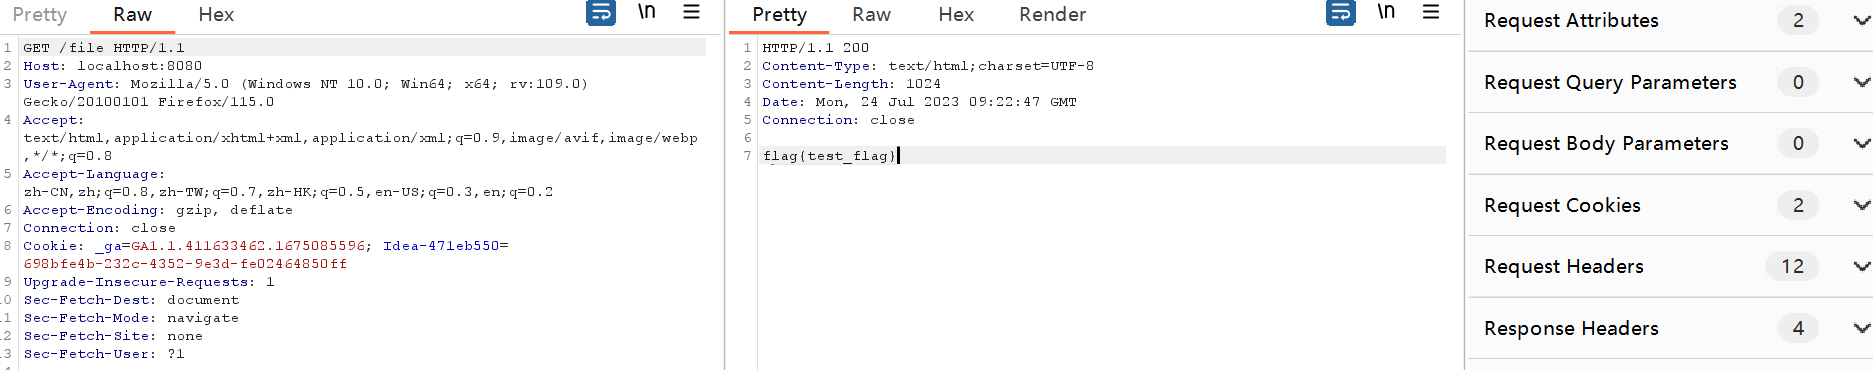 Pretty Raw Hex \n
1 GET /file HTTP/1.1
2 Host: localhost:8080
3 User-Agent: Mozilla/5.0 (Windows NT 10.0; Win64; x64; rv:109.0)
Gecko/20100101 Firefox/115.0
4 Accept:
text/html,application/xhtml+xml,application/xml;q=0.9,image/avif,image/webp
,*/*;q=0.8
5 Accept-Language:
zh-CN,zh;q=0.8,zh-TW;q=0.7,zh-HK;q=0.5,en-US;q=0.3,en;q=0.2
6 Accept-Encoding: gzip, deflate
7 Connection: close
8 Cookie: _ga=GA1.1.411633462.1675085596; Idea-471eb550=
698bfe4b-232c-4352-9e3d-fe02464850ff
9 Upgrade-Insecure-Requests: 1
0 Sec-Fetch-Dest: document
1 Sec-Fetch-Mode: navigate
2 Sec-Fetch-Site: none
3 Sec-Fetch-User: ?1
Pretty Raw Hex Render \n
1 HTTP/1.1 200
2 Content-Type: text/html;charset=UTF-8
3 Content-Length: 1024
4 Date: Mon, 24 Jul 2023 09:22:47 GMT
5 Connection: close
6
7 flag{test_flag}
Request Attributes 2
Request Query Parameters 0
Request Body Parameters 0
Request Cookies 2
Request Headers 12
Response Headers 4